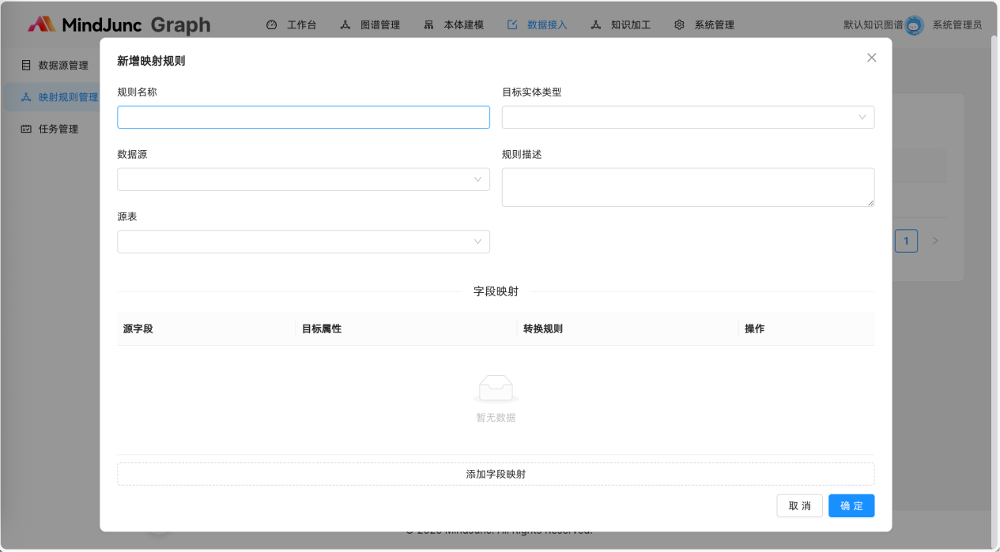 MindJunc Graph 工作台 图谱管理 本体建模 数据接入 知识加工 系统管理 默认知识图谱 系统管理员
数据源管理
映射规则管理
任务管理
新增映射规则
规则名称 目标实体类型
数据源 规则描述
源表
1
字段映射
源字段 目标属性 转换规则 操作
暂无数据
添加字段映射
取 消 确 定
MindJunc. All Rights Reserved.